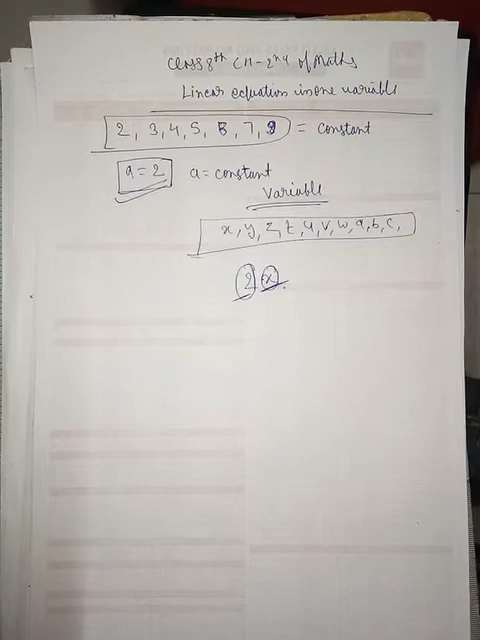 Class 8th CH-2nd of Maths
Linear equation in one variable
2, 3, 4, 5, 6, 7, 9 = constant
a = 2 a = constant
Variable
x, y, z, t, u, v, w, a, b, c,
2 x.